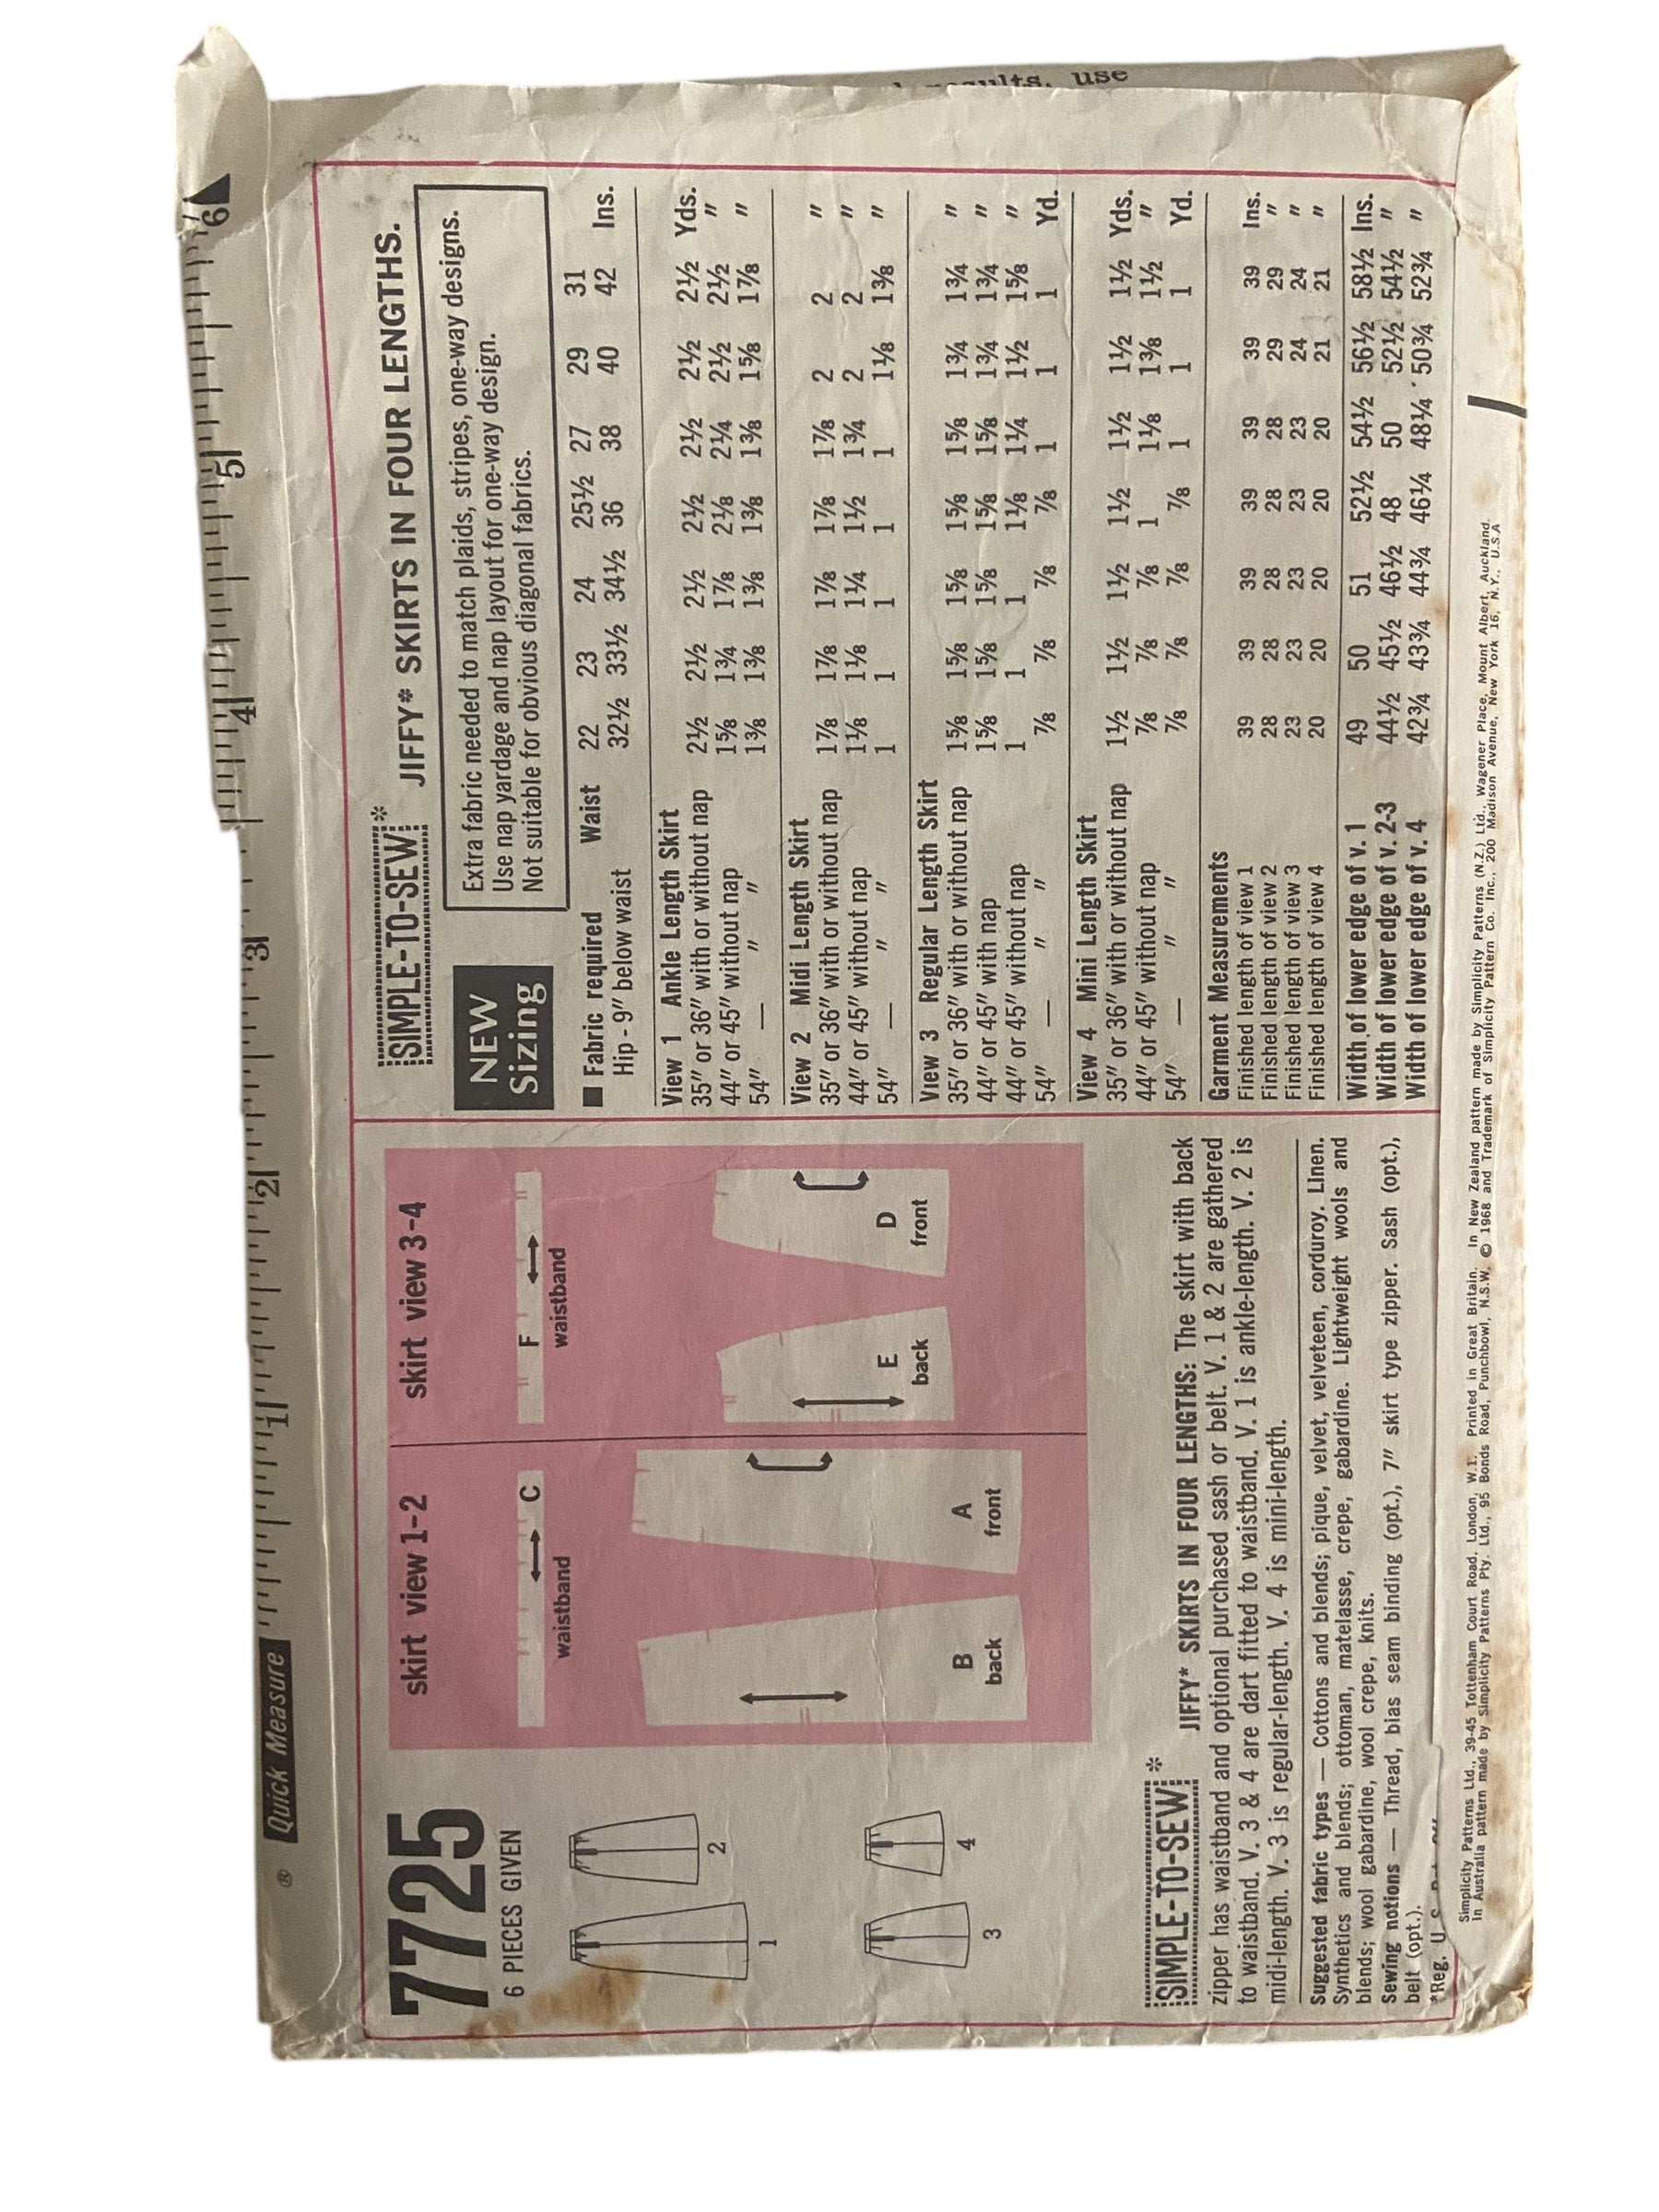 results, use
® Quick Measure 1 2 3 4 5 6
7725
6 PIECES GIVEN
1 2
3 4
skirt view 1-2
C
waistband
B
back
A
front
skirt view 3-4
F
waistband
E
back
D
front
SIMPLE-TO-SEW*
JIFFY* SKIRTS IN FOUR LENGTHS: The skirt with back
zipper has waistband and optional purchased sash or belt. V. 1 & 2 are gathered
to waistband. V. 3 & 4 are dart fitted to waistband. V. 1 is ankle-length. V. 2 is
midi-length. V. 3 is regular-length. V. 4 is mini-length.
Suggested fabric types — Cottons and blends; pique, velvet, velveteen, corduroy. Linen.
Synthetics and blends; ottoman, matelasse, crepe, gabardine. Lightweight wools and
blends; wool gabardine, wool crepe, knits.
Sewing notions — Thread, bias seam binding (opt.), 7″ skirt type zipper. Sash (opt.),
belt (opt.).
*Reg. U.S.
SIMPLE-TO-SEW*
JIFFY* SKIRTS IN FOUR LENGTHS.
NEW
Sizing
Extra fabric needed to match plaids, stripes, one-way designs.
Use nap yardage and nap layout for one-way design.
Not suitable for obvious diagonal fabrics.
■ Fabric required Waist 22 23 24 25½ 27 29 31
Hip - 9″ below waist 32½ 33½ 34½ 36 38 40 42 Ins.
View 1 Ankle Length Skirt
35″ or 36″ with or without nap 2½ 2½ 2½ 2½ 2½ 2½ 2½ Yds.
44″ or 45″ without nap 1⅝ 1¾ 1⅞ 2⅛ 2¼ 2½ 2½ ″
54″ — ″ ″ 1⅜ 1⅜ 1⅜ 1⅜ 1⅜ 1⅝ 1⅞ ″
View 2 Midi Length Skirt
35″ or 36″ with or without nap 1⅞ 1⅞ 1⅞ 1⅞ 1⅞ 2 2 ″
44″ or 45″ without nap 1⅛ 1⅛ 1¼ 1½ 1¾ 2 2 ″
54″ — ″ ″ 1 1 1 1 1 1⅛ 1⅜ ″
View 3 Regular Length Skirt
35″ or 36″ with or without nap 1⅝ 1⅝ 1⅝ 1⅝ 1⅝ 1¾ 1¾ ″
44″ or 45″ with nap 1⅝ 1⅝ 1⅝ 1⅝ 1⅝ 1¾ 1¾ ″
44″ or 45″ without nap 1 1 1 1⅛ 1¼ 1½ 1⅝ ″
54″ — ″ ″ ⅞ ⅞ ⅞ ⅞ 1 1 1 Yd.
View 4 Mini Length Skirt
35″ or 36″ with or without nap 1½ 1½ 1½ 1½ 1½ 1½ 1½ Yds.
44″ or 45″ without nap ⅞ ⅞ ⅞ 1 1⅛ 1⅜ 1½ ″
54″ — ″ ″ ⅞ ⅞ ⅞ ⅞ 1 1 1 Yd.
Garment Measurements
Finished length of view 1 39 39 39 39 39 39 39 Ins.
Finished length of view 2 28 28 28 28 28 29 29 ″
Finished length of view 3 23 23 23 23 23 24 24 ″
Finished length of view 4 20 20 20 20 20 21 21 ″
Width of lower edge of v. 1 49 50 51 52½ 54½ 56½ 58½ Ins.
Width of lower edge of v. 2-3 44½ 45½ 46½ 48 50 52½ 54½ ″
Width of lower edge of v. 4 42¾ 43¾ 44¾ 46¼ 48¼ 50¾ 52¾ ″
Simplicity Patterns Ltd., 39-45 Tottenham Court Road, London, W.1. Printed in Great Britain. In New Zealand pattern made by Simplicity Patterns (N.Z.) Ltd., Wagener Place, Mount Albert, Auckland.
In Australia pattern made by Simplicity Patterns Pty. Ltd., 95 Bonds Road, Punchbowl, N.S.W. © 1968 and Trademark of Simplicity Pattern Co. Inc., 200 Madison Avenue, New York 16, N.Y., U.S.A